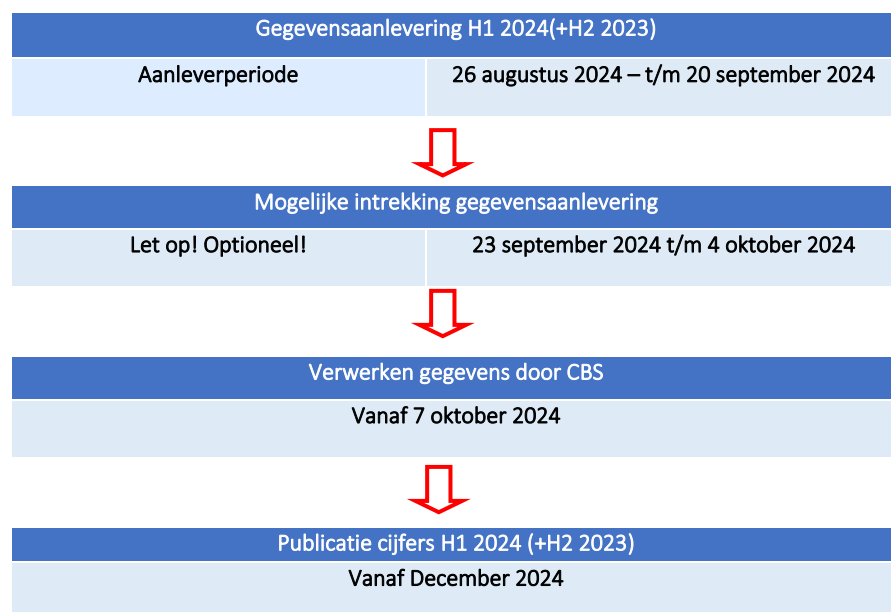 Gegevensaanlevering H1 2024(+H2 2023)
Aanleverperiode
26 augustus 2024 – t/m 20 september 2024
Mogelijke intrekking gegevensaanlevering
Let op! Optioneel!
23 september 2024 t/m 4 oktober 2024
Verwerken gegevens door CBS
Vanaf 7 oktober 2024
Publicatie cijfers H1 2024 (+H2 2023)
Vanaf December 2024